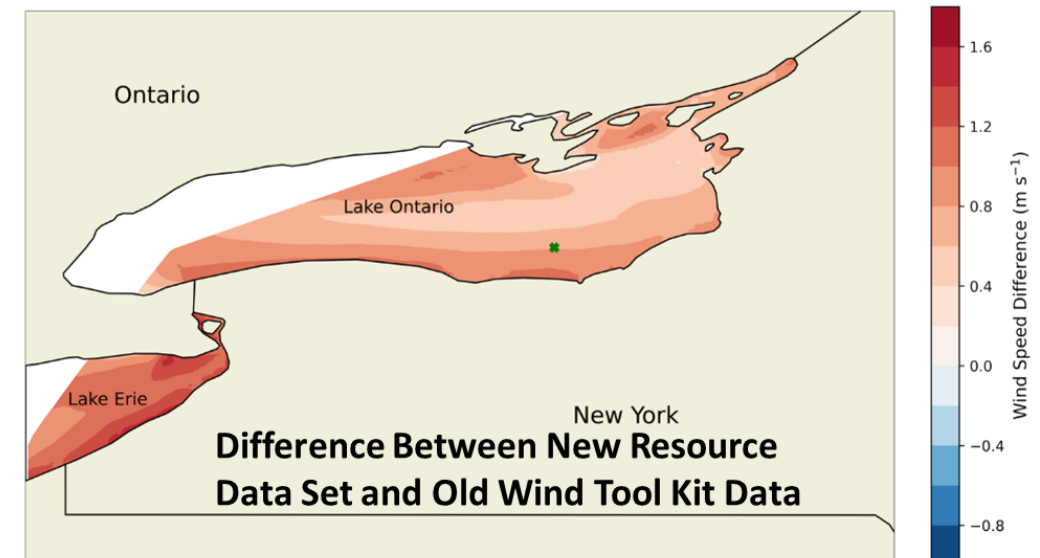 Ontario
Lake Ontario
Lake Erie
New York
Difference Between New Resource
Data Set and Old Wind Tool Kit Data
1.6
1.2
0.8
0.4
0.0
−0.4
−0.8
Wind Speed Difference (m s⁻¹)